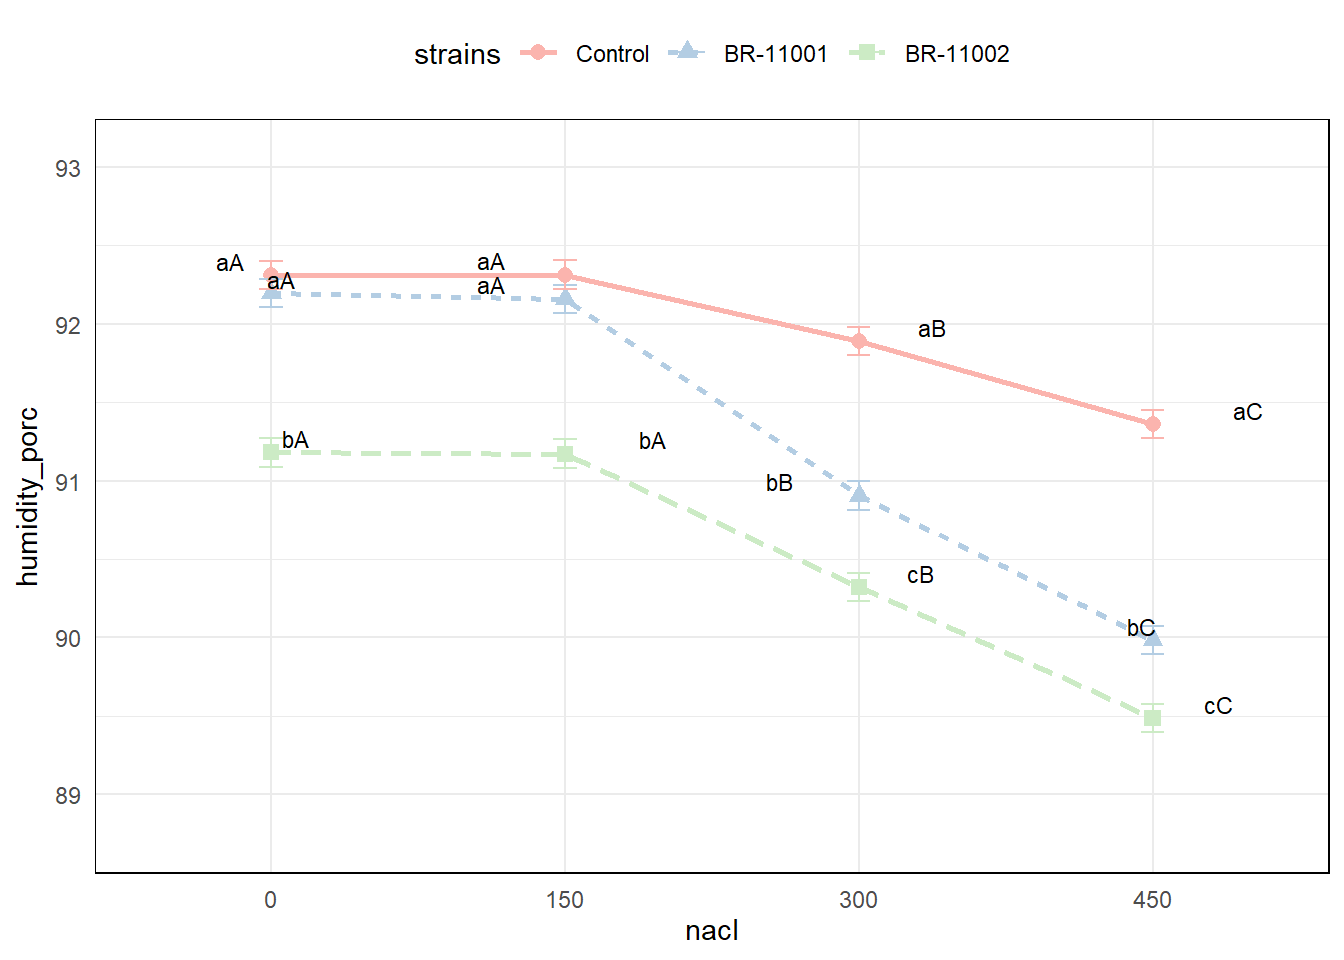 strains Control BR-11001 BR-11002
93
aA aA
aA aA
92
aB
aC
bA bA
91
bB
cB
90
bC
cC
89
humidity_porc
0 150 300 450
nacl